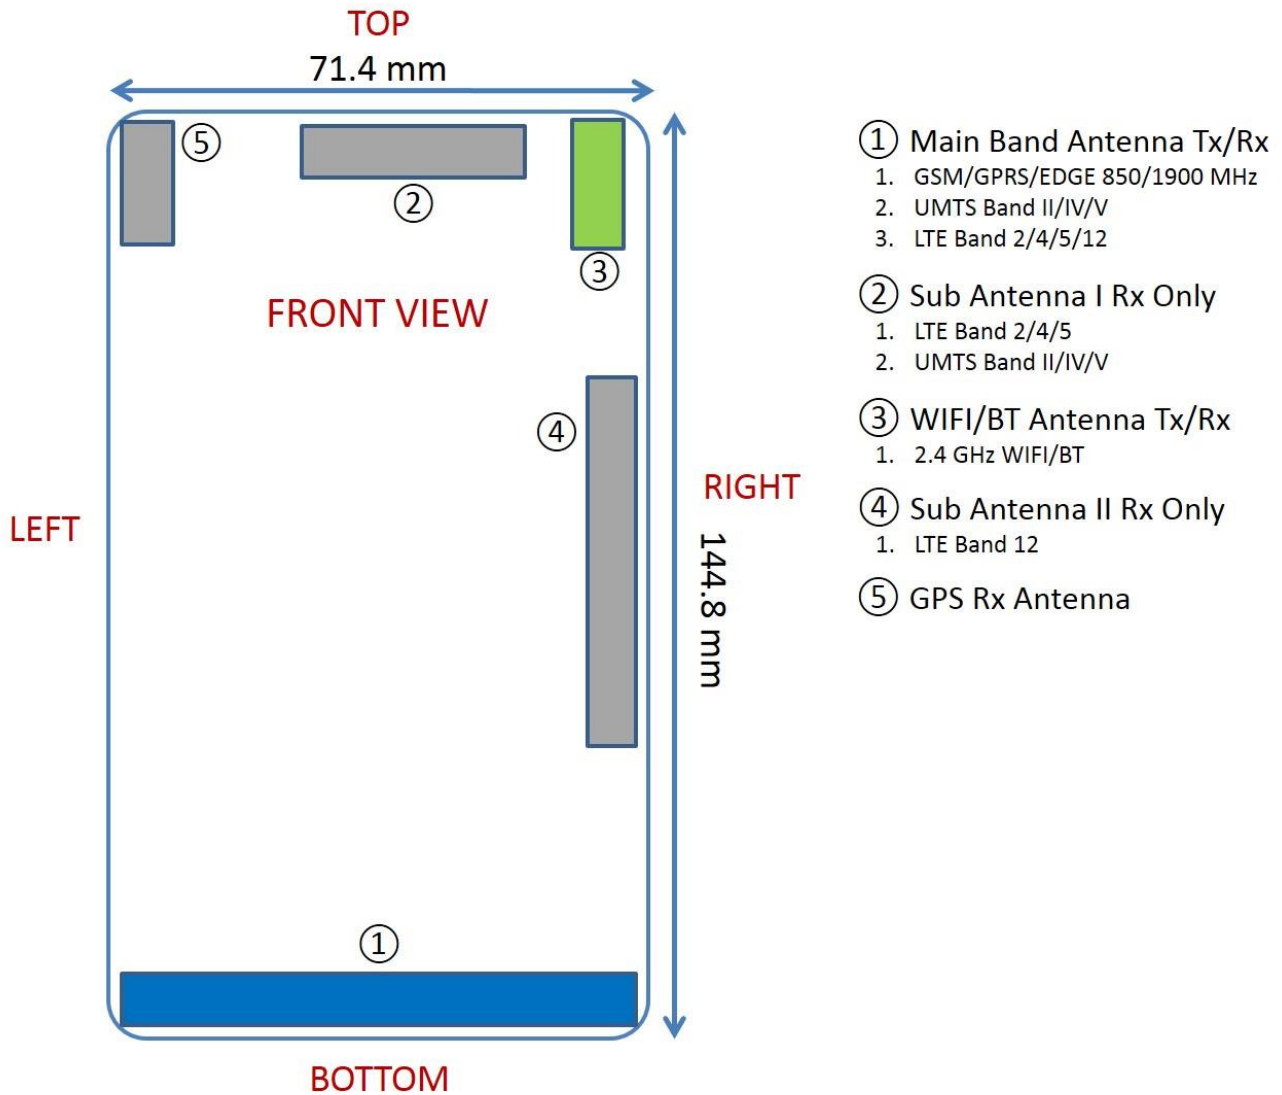 TOP
71.4 mm
⑤
②
③
FRONT VIEW
④
LEFT
RIGHT
144.8 mm
①
BOTTOM
① Main Band Antenna Tx/Rx
1. GSM/GPRS/EDGE 850/1900 MHz
2. UMTS Band II/IV/V
3. LTE Band 2/4/5/12
② Sub Antenna I Rx Only
1. LTE Band 2/4/5
2. UMTS Band II/IV/V
③ WIFI/BT Antenna Tx/Rx
1. 2.4 GHz WIFI/BT
④ Sub Antenna II Rx Only
1. LTE Band 12
⑤ GPS Rx Antenna